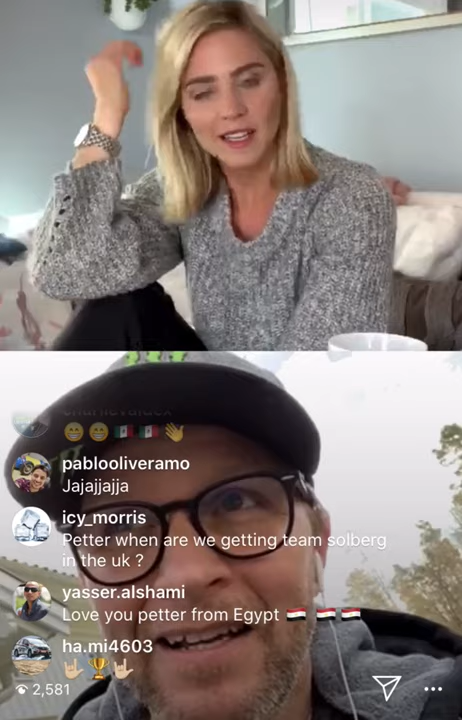 😁😁🇲🇽🇲🇽👋
pablooliveramo
Jajajjajja
icy_morris
Petter when are we getting team solberg
in the uk ?
yasser.alshami
Love you petter from Egypt 🇪🇬 🇪🇬 🇪🇬
ha.mi4603
🤟🏼🏆🤟🏼
2,581